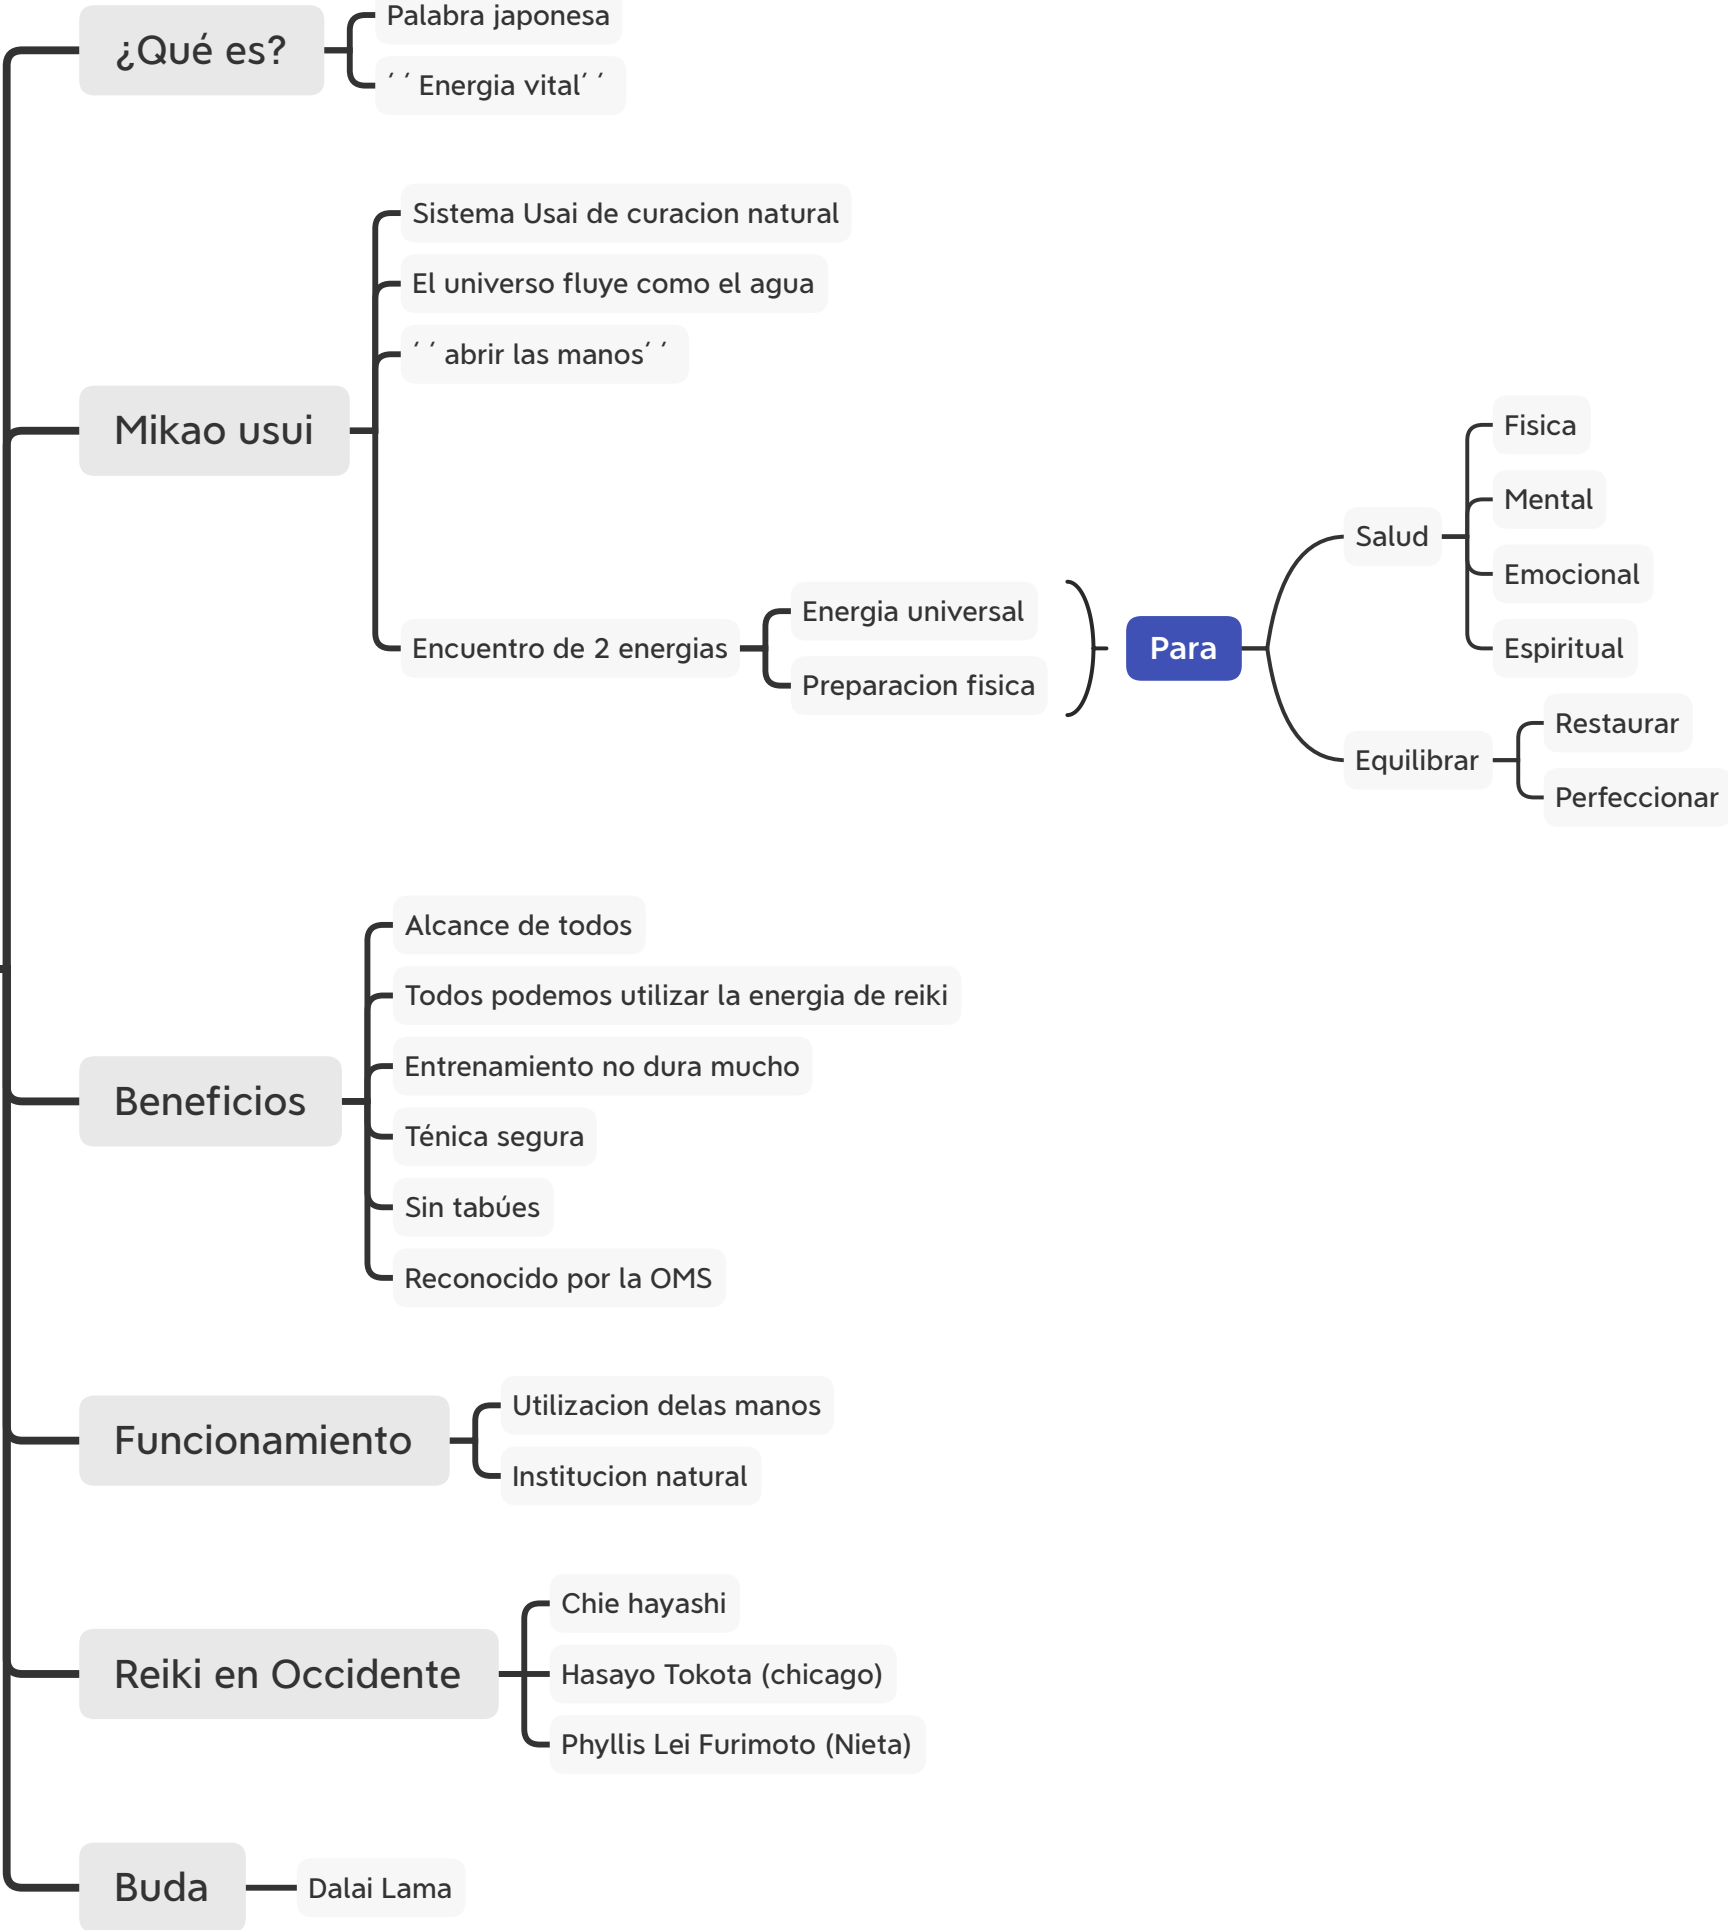 ¿Qué es?
Palabra japonesa
´´Energia vital´´
Mikao usui
Sistema Usai de curacion natural
El universo fluye como el agua
´´abrir las manos´´
Encuentro de 2 energias
Energia universal
Preparacion fisica
Para
Salud
Fisica
Mental
Emocional
Espiritual
Equilibrar
Restaurar
Perfeccionar
Beneficios
Alcance de todos
Todos podemos utilizar la energia de reiki
Entrenamiento no dura mucho
Ténica segura
Sin tabúes
Reconocido por la OMS
Funcionamiento
Utilizacion delas manos
Institucion natural
Reiki en Occidente
Chie hayashi
Hasayo Tokota (chicago)
Phyllis Lei Furimoto (Nieta)
Buda
Dalai Lama